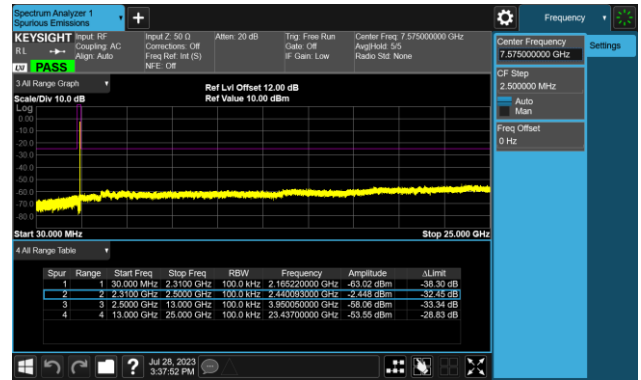 Spectrum Analyzer 1
Spurious Emissions
Frequency
KEYSIGHT Input: RF Input Z: 50 Ω Atten: 20 dB Trig: Free Run Center Freq: 7.575000000 GHz
RL Coupling: AC Corrections: Off Gate: Off Avg|Hold: 5/5
Align: Auto Freq Ref: Int (S) IF Gain: Low Radio Std: None
LXI PASS NFE: Off
Center Frequency
7.575000000 GHz
Settings
CF Step
2.500000 MHz
Auto
Man
Freq Offset
0 Hz
3 All Range Graph
Ref Lvl Offset 12.00 dB
Scale/Div 10.0 dB Ref Value 10.00 dBm
Log
0.00
-10.0
-20.0
-30.0
-40.0
-50.0
-60.0
-70.0
-80.0
Start 30.000 MHz Stop 25.000 GHz
4 All Range Table
Spur Range Start Freq Stop Freq RBW Frequency Amplitude ΔLimit
1 1 30.000 MHz 2.3100 GHz 100.0 kHz 2.165220000 GHz -63.02 dBm -38.30 dB
2 2 2.3100 GHz 2.5000 GHz 100.0 kHz 2.440093000 GHz -2.448 dBm -32.45 dB
3 3 2.5000 GHz 13.000 GHz 100.0 kHz 3.950050000 GHz -58.06 dBm -33.34 dB
4 4 13.000 GHz 25.000 GHz 100.0 kHz 23.43700000 GHz -53.55 dBm -28.83 dB
Jul 28, 2023
3:37:52 PM